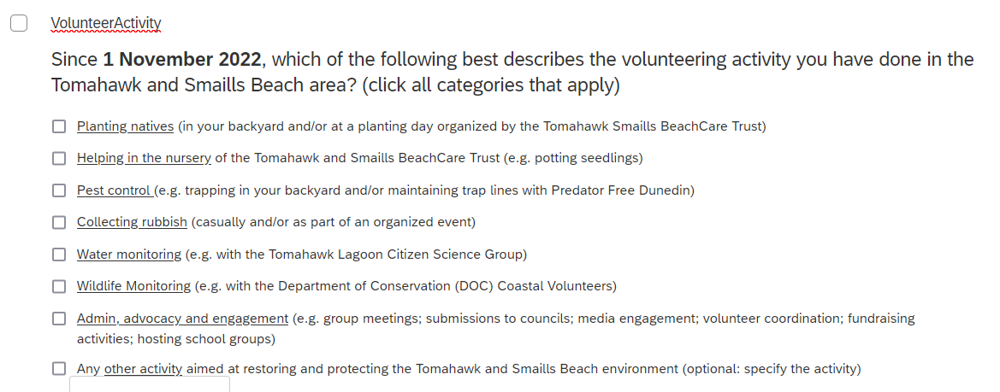 VolunteerActivity
Since 1 November 2022, which of the following best describes the volunteering activity you have done in the
Tomahawk and Smaills Beach area? (click all categories that apply)
Planting natives (in your backyard and/or at a planting day organized by the Tomahawk Smaills BeachCare Trust)
Helping in the nursery of the Tomahawk and Smaills BeachCare Trust (e.g. potting seedlings)
Pest control (e.g. trapping in your backyard and/or maintaining trap lines with Predator Free Dunedin)
Collecting rubbish (casually and/or as part of an organized event)
Water monitoring (e.g. with the Tomahawk Lagoon Citizen Science Group)
Wildlife Monitoring (e.g. with the Department of Conservation (DOC) Coastal Volunteers)
Admin, advocacy and engagement (e.g. group meetings; submissions to councils; media engagement; volunteer coordination; fundraising
activities; hosting school groups)
Any other activity aimed at restoring and protecting the Tomahawk and Smaills Beach environment (optional: specify the activity)